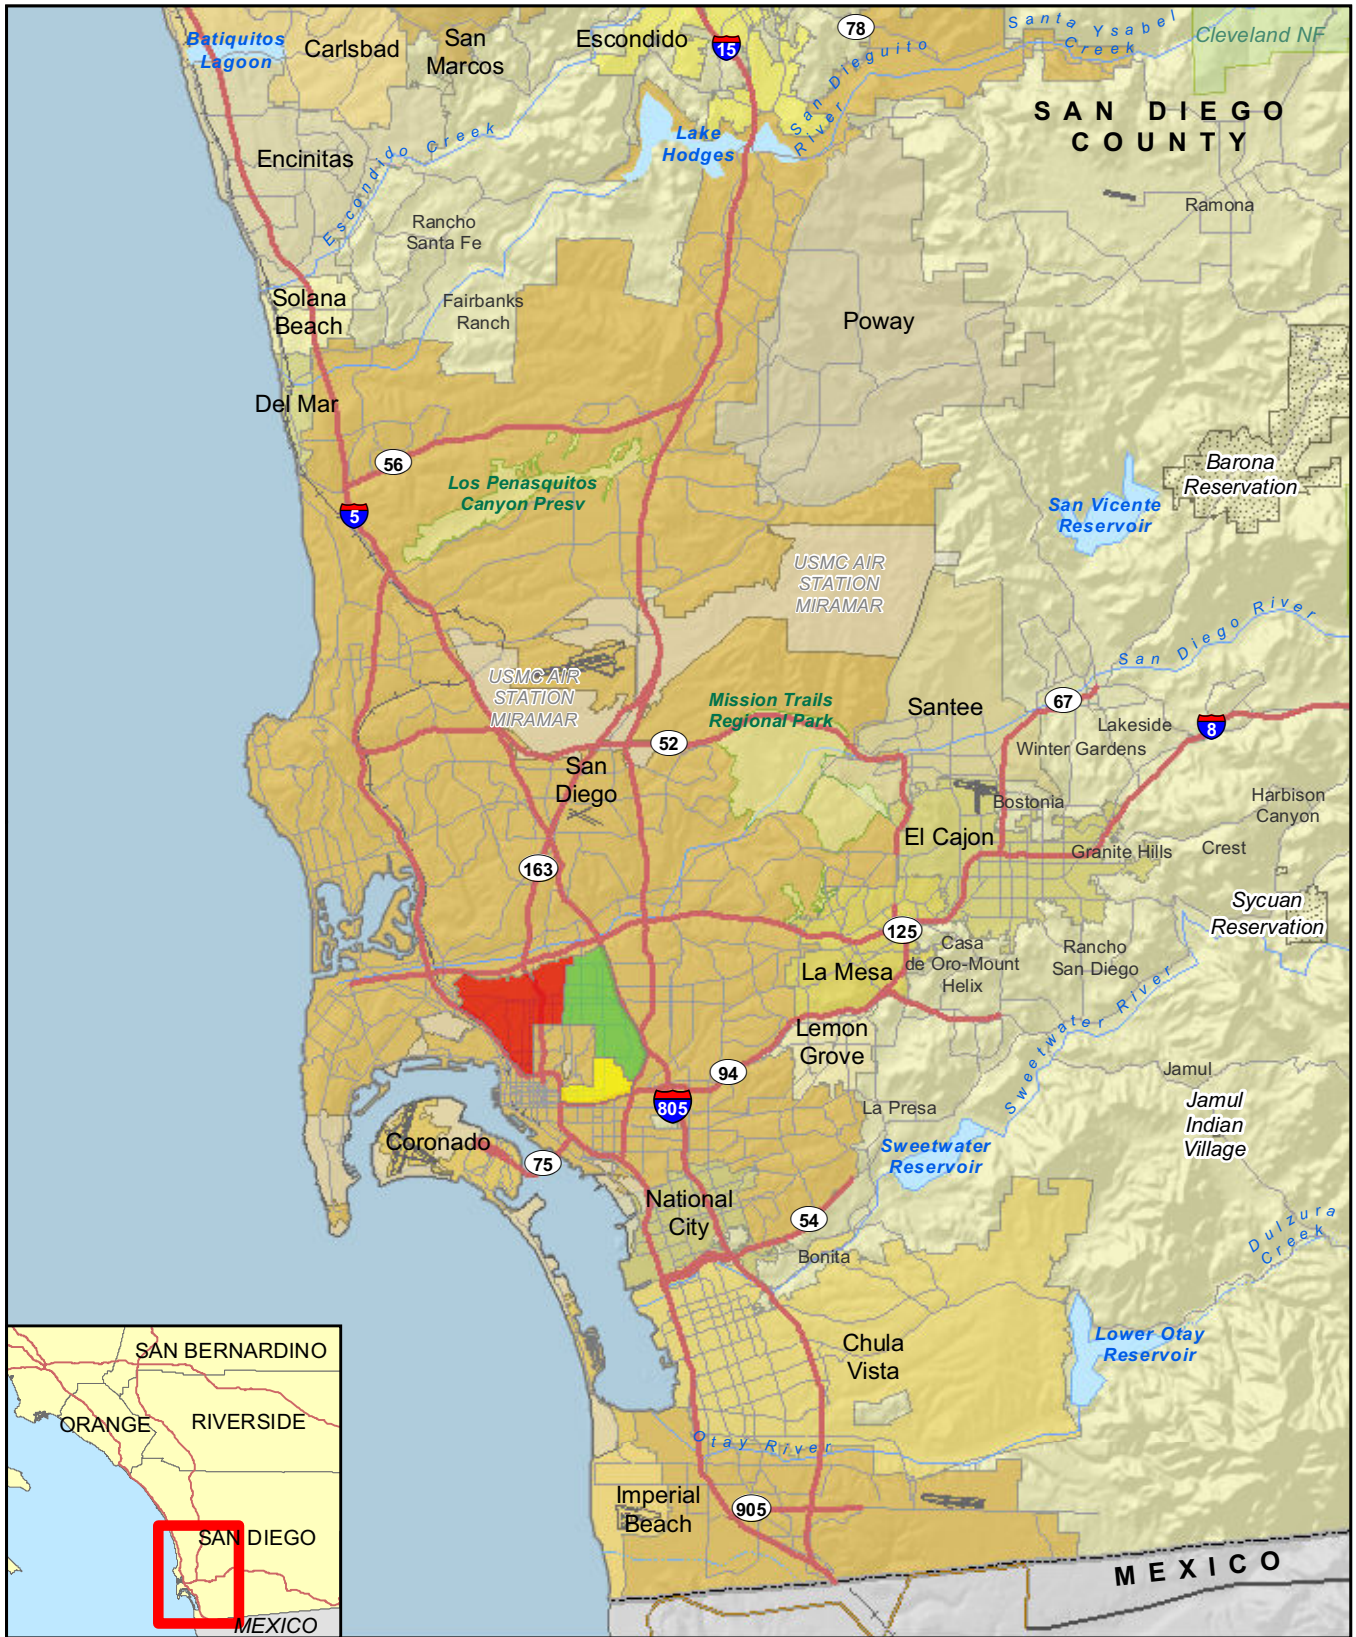 Batiquitos
Lagoon
Carlsbad
San
Marcos
Escondido
15
78
Santa Ysabel
Creek
Cleveland NF
SAN DIEGO
COUNTY
San Dieguito
River
Lake
Hodges
Encinitas
Escondido Creek
Rancho
Santa Fe
Ramona
Solana
Beach
Fairbanks
Ranch
Poway
Del Mar
56
Los Penasquitos
Canyon Presv
5
Barona
Reservation
San Vicente
Reservoir
USMC AIR
STATION
MIRAMAR
San Diego River
USMC AIR
STATION
MIRAMAR
Mission Trails
Regional Park
Santee
67
Lakeside
8
Winter Gardens
52
San
Diego
Bostonia
Harbison
Canyon
El Cajon
Granite Hills
Crest
163
Sycuan
Reservation
125
Casa
de Oro-Mount
Helix
Rancho
San Diego
La Mesa
Sweetwater River
Lemon
Grove
94
Jamul
805
La Presa
Jamul
Indian
Village
Coronado
75
Sweetwater
Reservoir
National
City
54
Bonita
Dulzura
Creek
Chula
Vista
Lower Otay
Reservoir
Otay River
Imperial
Beach
905
MEXICO
SAN BERNARDINO
ORANGE
RIVERSIDE
SAN DIEGO
MEXICO